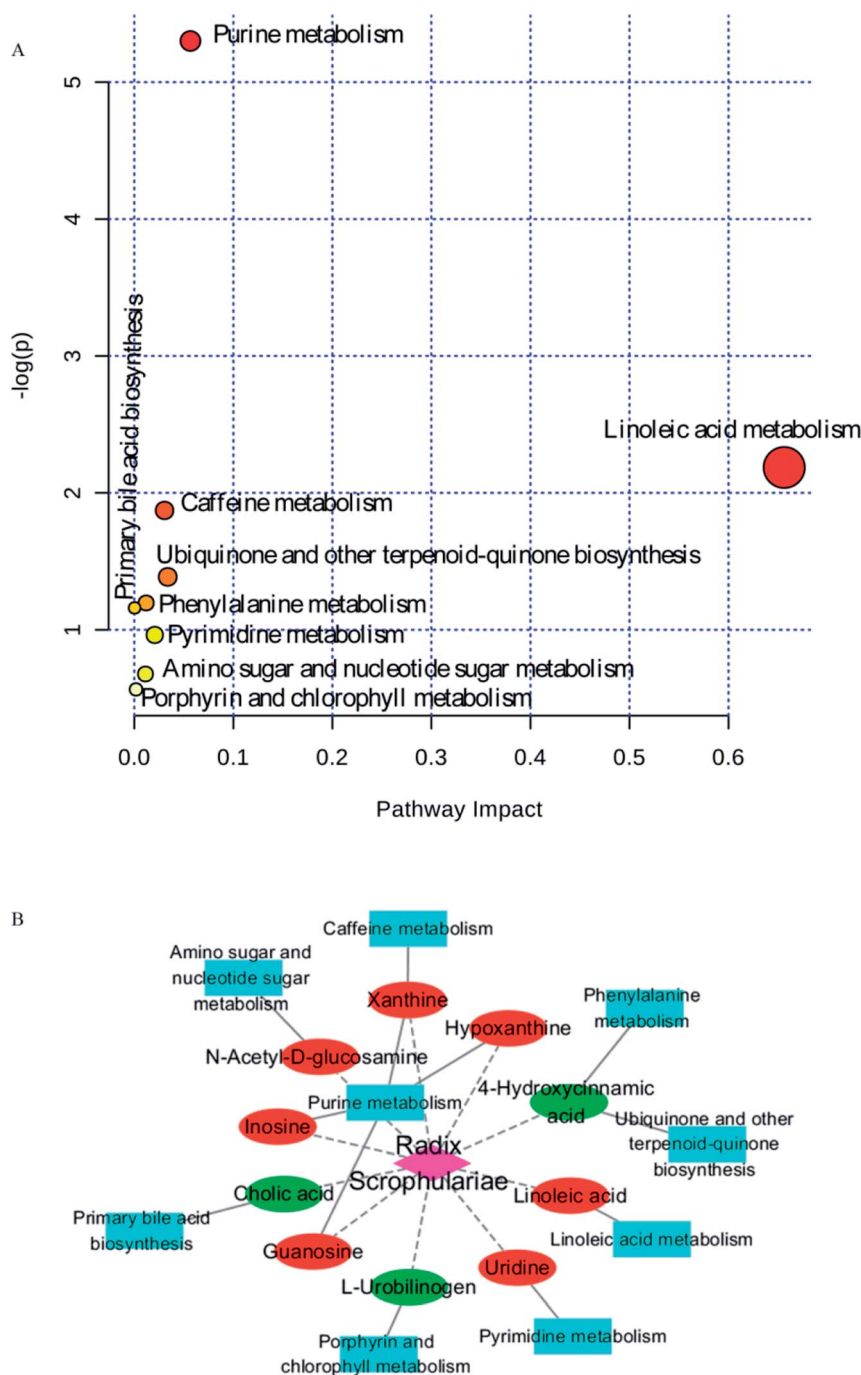 A
Purine metabolism
5
4
3
2
1
-log(p)
Primary bile acid biosynthesis
Linoleic acid metabolism
Caffeine metabolism
Ubiquinone and other terpenoid-quinone biosynthesis
Phenylalanine metabolism
Pyrimidine metabolism
Amino sugar and nucleotide sugar metabolism
Porphyrin and chlorophyll metabolism
0.0 0.1 0.2 0.3 0.4 0.5 0.6
Pathway Impact
B
Caffeine metabolism
Amino sugar and
nucleotide sugar
metabolism
Xanthine
Hypoxanthine
Phenylalanine
metabolism
N-Acetyl-D-glucosamine
Purine metabolism
4-Hydroxycinnamic
acid
Inosine
Ubiquinone and other
terpenoid-quinone
biosynthesis
Radix
Scrophulariae
Cholic acid
Linoleic acid
Primary bile acid
biosynthesis
Linoleic acid metabolism
Guanosine
Uridine
L-Urobilinogen
Pyrimidine metabolism
Porphyrin and
chlorophyll metabolism